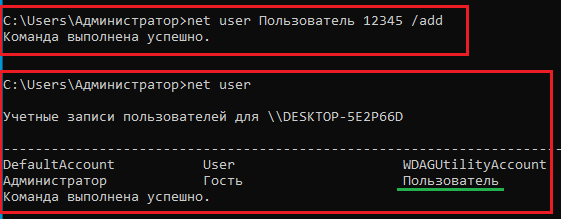 C:\Users\Администратор>net user Пользователь 12345 /add
Команда выполнена успешно.
C:\Users\Администратор>net user
Учетные записи пользователей для \\DESKTOP-5E2P66D
-------------------------------------------------------------------------------
DefaultAccount User WDAGUtilityAccount
Администратор Гость Пользователь
Команда выполнена успешно.